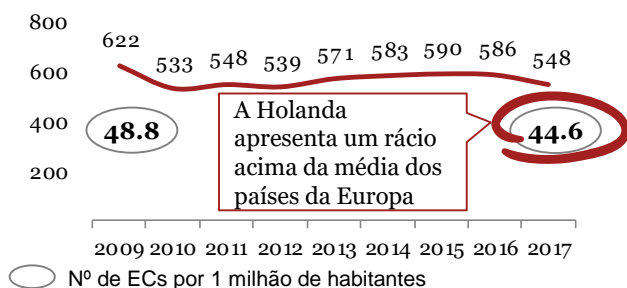 800
622 533 548 539 571 583 590 586 548
600
A Holanda
apresenta um rácio
acima da média dos
países da Europa
400
48.8
44.6
200
2009 2010 2011 2012 2013 2014 2015 2016 2017
Nº de ECs por 1 milhão de habitantes